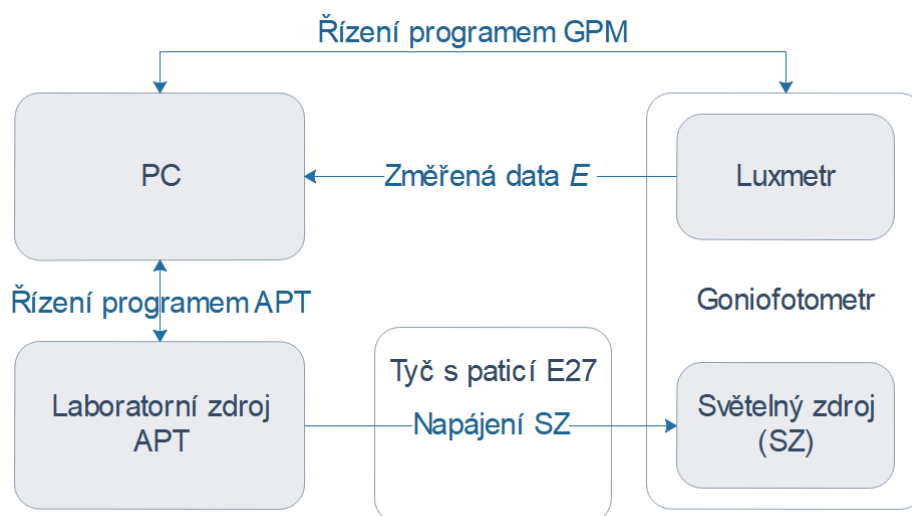 Řízení programem GPM
PC
Změřená data E
Luxmetr
Řízení programem APT
Goniofotometr
Laboratorní zdroj
APT
Tyč s paticí E27
Napájení SZ
Světelný zdroj
(SZ)